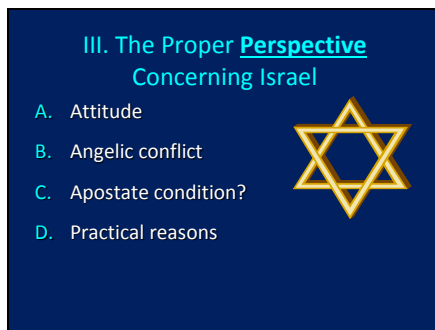 III. The Proper Perspective
Concerning Israel
A. Attitude
B. Angelic conflict
C. Apostate condition?
D. Practical reasons